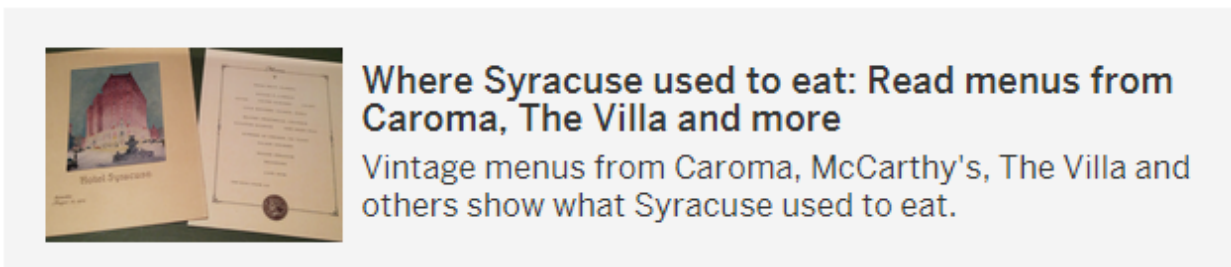 Hotel Syracuse
Where Syracuse used to eat: Read menus from
Caroma, The Villa and more
Vintage menus from Caroma, McCarthy's, The Villa and
others show what Syracuse used to eat.